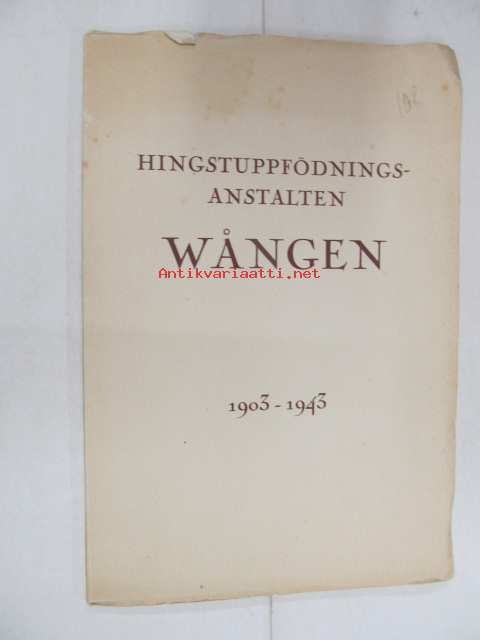 HINGSTUPPFÖDNINGS-
ANSTALTEN
WÅNGEN
Antikvariaatti.net
1903-1943